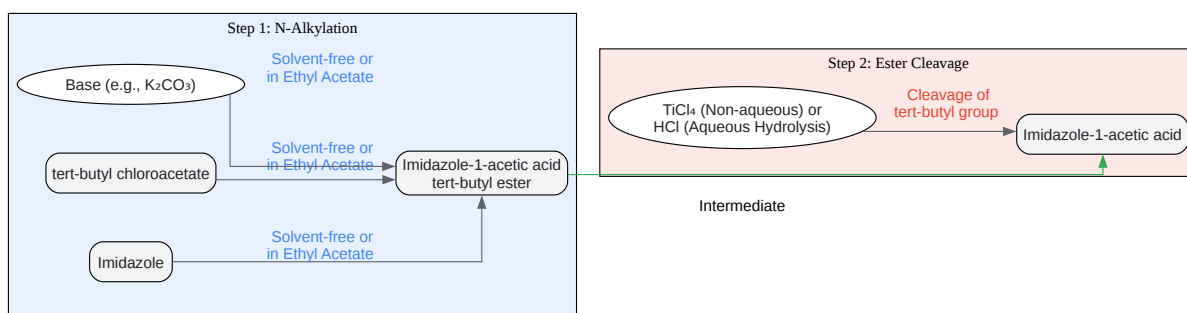 Step 1: N-Alkylation
Solvent-free or
in Ethyl Acetate
Base (e.g., K₂CO₃)
Solvent-free or
in Ethyl Acetate
tert-butyl chloroacetate
Imidazole-1-acetic acid
tert-butyl ester
Solvent-free or
in Ethyl Acetate
Imidazole
Step 2: Ester Cleavage
Cleavage of
tert-butyl group
TiCl₄ (Non-aqueous) or
HCl (Aqueous Hydrolysis)
Imidazole-1-acetic acid
Intermediate